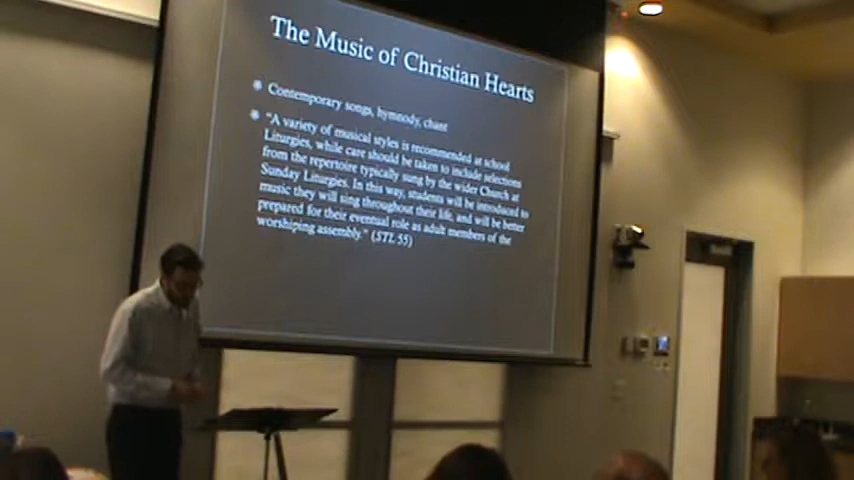 The Music of Christian Hearts
Contemporary songs, hymnody, chant
“A variety of musical styles is recommended at school
Liturgies, while care should be taken to include selections
from the repertoire typically sung by the wider Church at
Sunday Liturgies. In this way, students will be introduced to
music they will sing throughout their life, and will be better
prepared for their eventual role as adult members of the
worshiping assembly.” (STL 55)